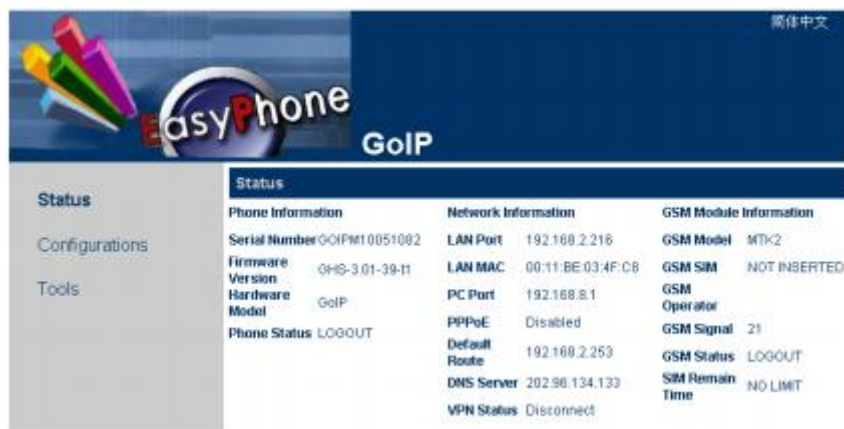 简体中文
EasyPhone
GoIP
Status
Configurations
Tools
Status
Phone Information
Serial Number GOIPM10051082
Firmware Version GHS-3.01-39-t1
Hardware Model GoIP
Phone Status LOGOUT
Network Information
LAN Port 192.168.2.216
LAN MAC 00:11:BE:03:4F:C8
PC Port 192.168.8.1
PPPoE Disabled
Default Route 192.168.2.253
DNS Server 202.96.134.133
VPN Status Disconnect
GSM Module Information
GSM Model MTK2
GSM SIM NOT INSERTED
GSM Operator
GSM Signal 21
GSM Status LOGOUT
SIM Remain Time NO LIMIT